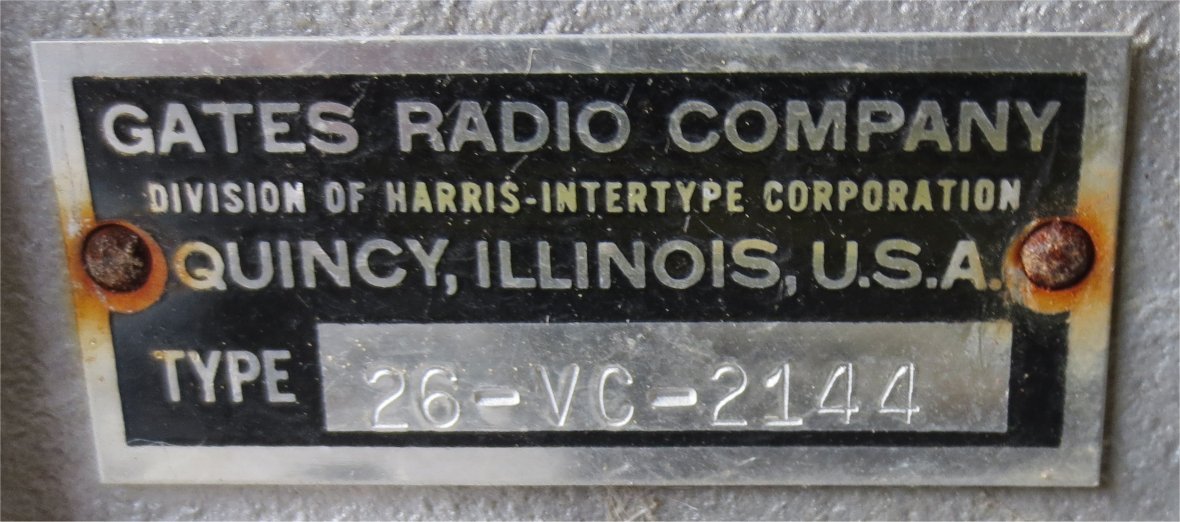 GATES RADIO COMPANY
DIVISION OF HARRIS-INTERTYPE CORPORATION
QUINCY, ILLINOIS, U.S.A.
TYPE 26-VC-2144